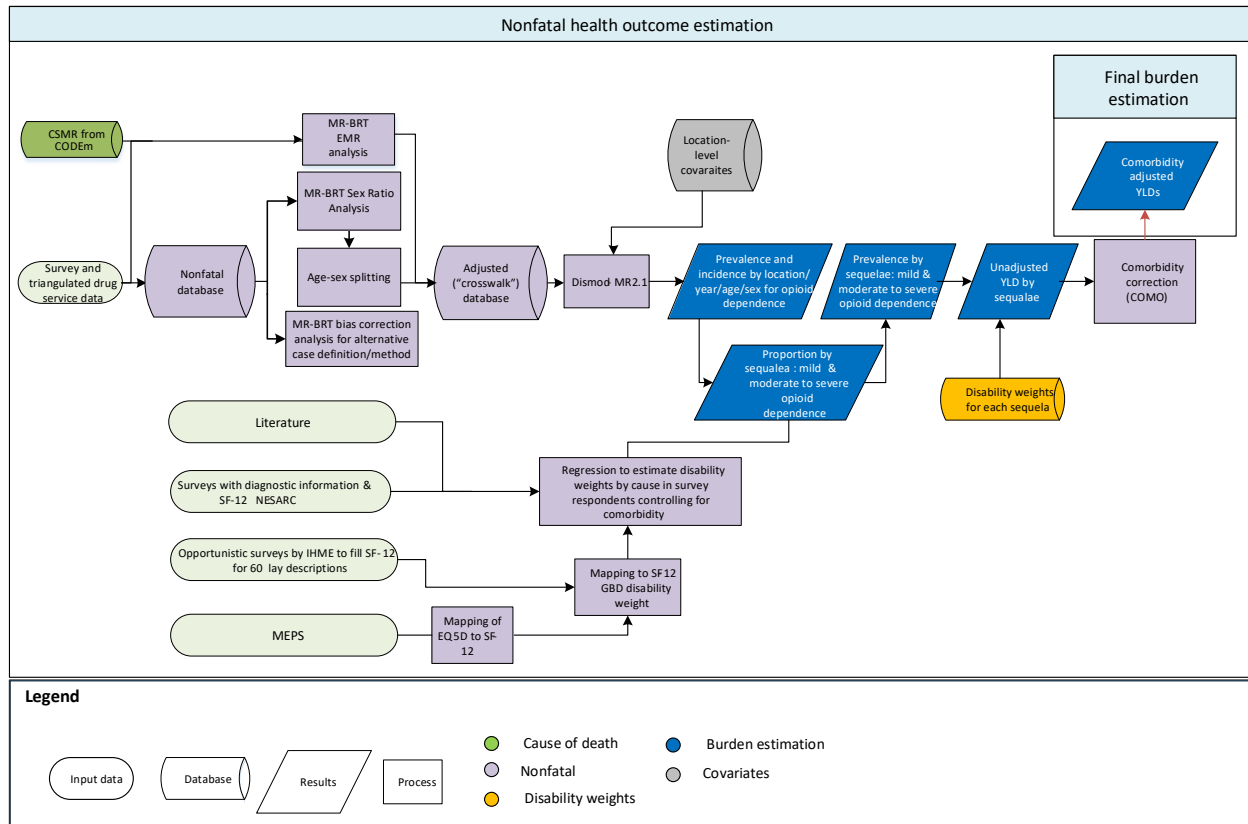 Nonfatal health outcome estimation
Final burden
estimation
CSMR from
CODEm
MR-BRT
EMR
analysis
Location-
level
covaraites
Comorbidity
adjusted
YLDs
MR-BRT Sex Ratio
Analysis
Survey and
triangulated drug
service data
Nonfatal
database
Age-sex splitting
Adjusted
("crosswalk")
database
Dismod- MR2.1
Prevalence and
incidence by location/
year/age/sex for opioid
dependence
Prevalence by
sequelae: mild &
moderate to severe
opioid dependence
Unadjusted
YLD by
sequalae
Comorbidity
correction
(COMO)
MR-BRT bias correction
analysis for alternative
case definition/method
Proportion by
sequalea : mild &
moderate to severe
opioid
dependence
Disability weights
for each sequela
Literature
Surveys with diagnostic information &
SF-12 NESARC
Regression to estimate disability
weights by cause in survey
respondents controlling for
comorbidity
Opportunistic surveys by IHME to fill SF-12
for 60 lay descriptions
Mapping to SF12
GBD disability
weight
MEPS
Mapping of
EQ5D to SF-
12
Legend
Input data
Database
Results
Process
Cause of death
Nonfatal
Disability weights
Burden estimation
Covariates